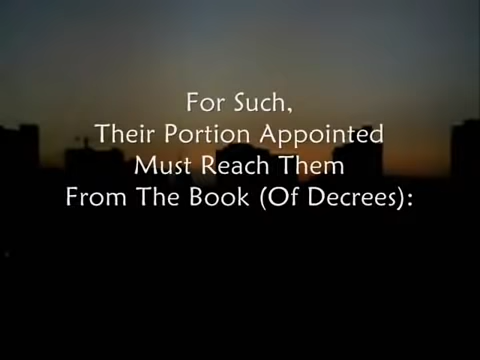 For Such,
Their Portion Appointed
Must Reach Them
From The Book (Of Decrees):